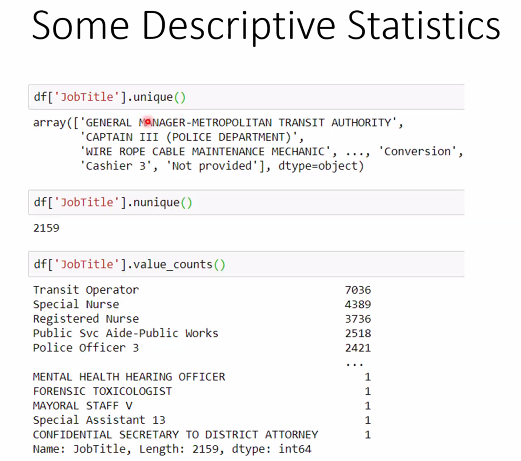 Some Descriptive Statistics
df['JobTitle'].unique()
array(['GENERAL MANAGER-METROPOLITAN TRANSIT AUTHORITY',
'CAPTAIN III (POLICE DEPARTMENT)',
'WIRE ROPE CABLE MAINTENANCE MECHANIC', ..., 'Conversion',
'Cashier 3', 'Not provided'], dtype=object)
df['JobTitle'].nunique()
2159
df['JobTitle'].value_counts()
Transit Operator 7036
Special Nurse 4389
Registered Nurse 3736
Public Svc Aide-Public Works 2518
Police Officer 3 2421
...
MENTAL HEALTH HEARING OFFICER 1
FORENSIC TOXICOLOGIST 1
MAYORAL STAFF V 1
Special Assistant 13 1
CONFIDENTIAL SECRETARY TO DISTRICT ATTORNEY 1
Name: JobTitle, Length: 2159, dtype: int64